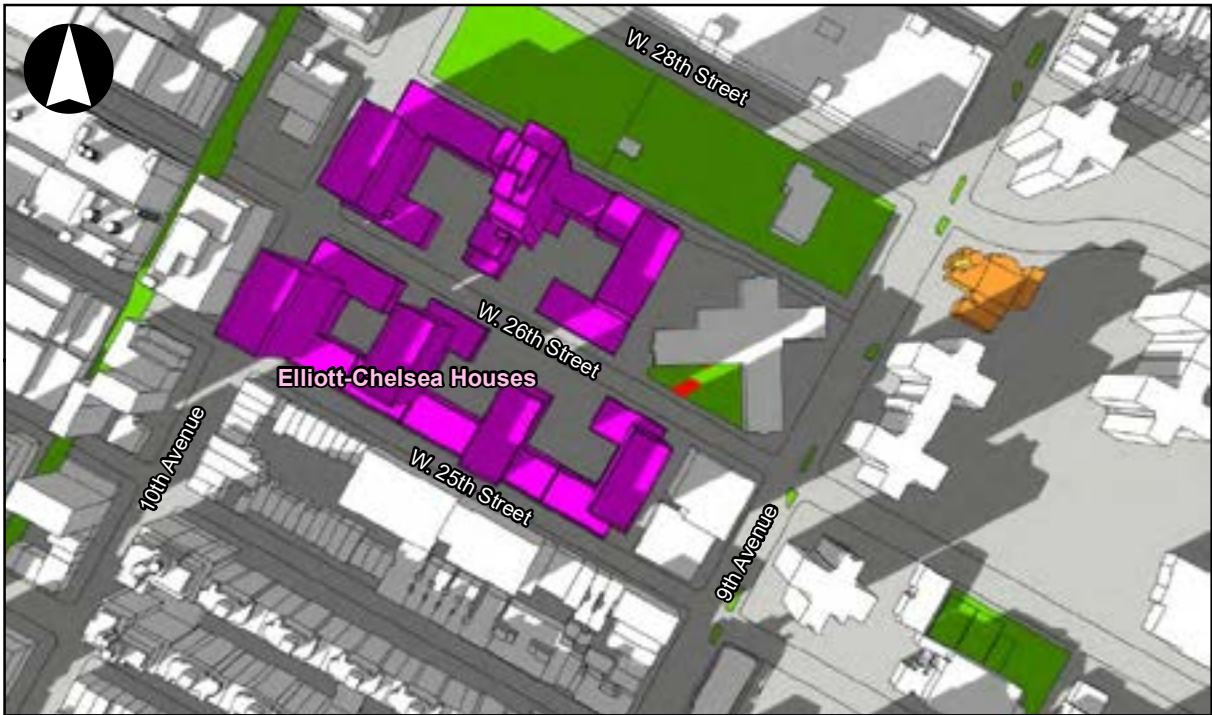 W. 28th Street
W. 26th Street
Elliott-Chelsea Houses
10th Avenue
W. 25th Street
9th Avenue